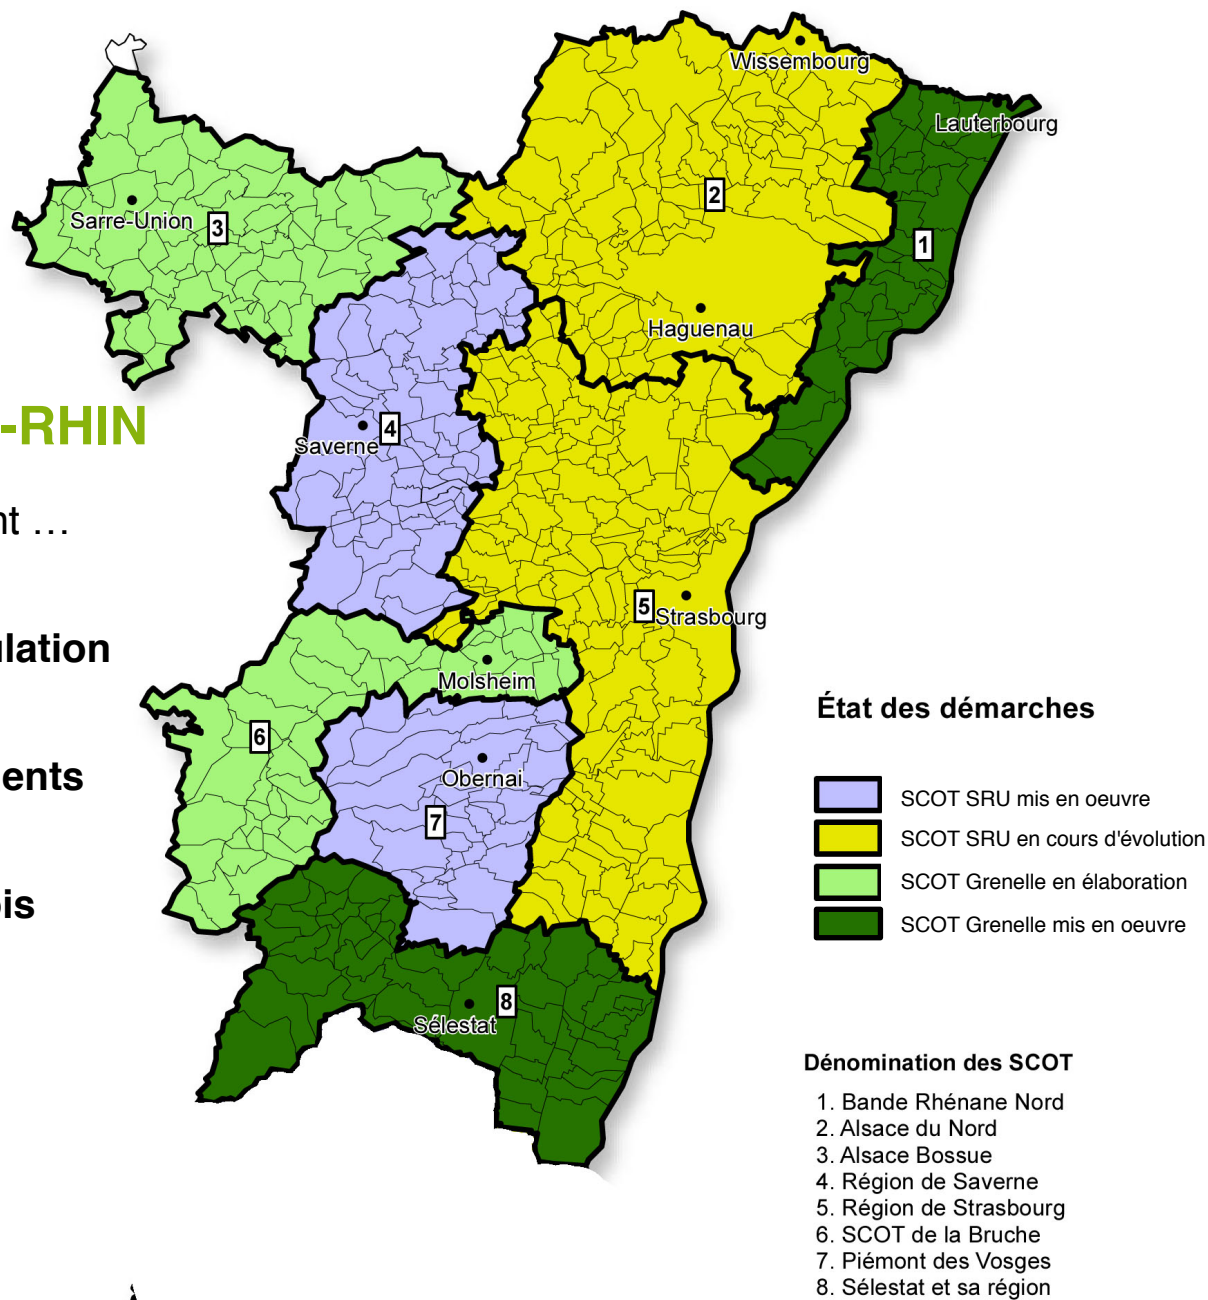 Wissembourg
Lauterbourg
2
Sarre-Union
3
1
Haguenau
-RHIN
4
Saverne
nt …
5
Strasbourg
ulation
Molsheim
État des démarches
6
ents
Obernai
SCOT SRU mis en oeuvre
7
SCOT SRU en cours d'évolution
SCOT Grenelle en élaboration
ois
SCOT Grenelle mis en oeuvre
8
Sélestat
Dénomination des SCOT
1. Bande Rhénane Nord
2. Alsace du Nord
3. Alsace Bossue
4. Région de Saverne
5. Région de Strasbourg
6. SCOT de la Bruche
7. Piémont des Vosges
8. Sélestat et sa région